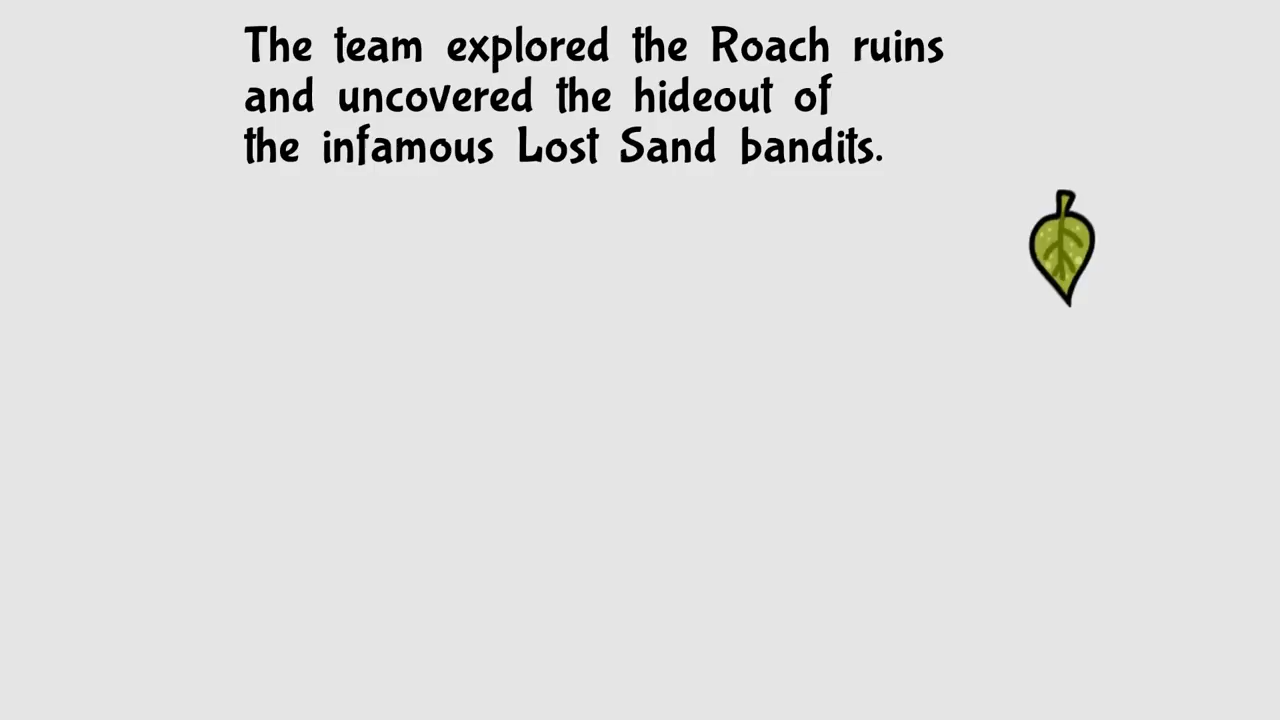 The team explored the Roach ruins
and uncovered the hideout of
the infamous Lost Sand bandits.